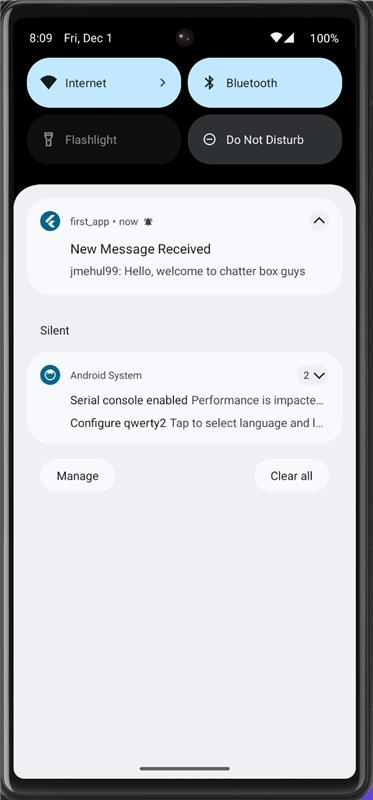 8:09 Fri, Dec 1 100%
Internet Bluetooth
Flashlight Do Not Disturb
first_app • now
New Message Received
jmehul99: Hello, welcome to chatter box guys
Silent
Android System 2
Serial console enabled Performance is impacte...
Configure qwerty2 Tap to select language and l...
Manage Clear all